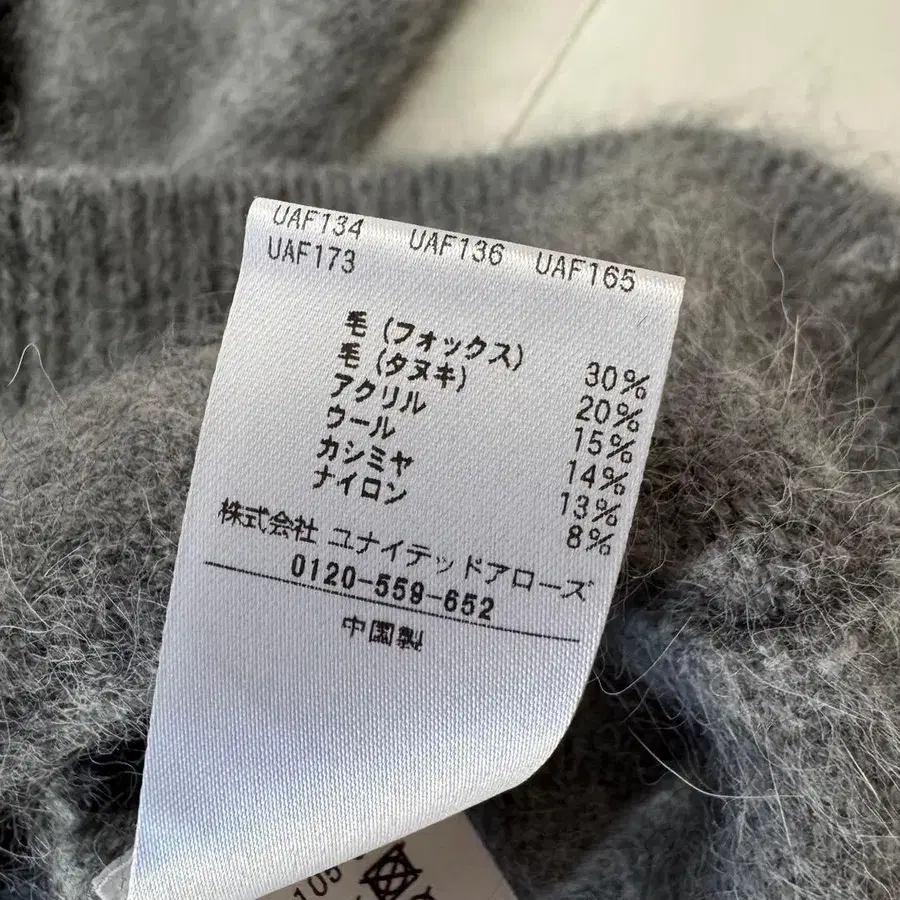 UAF134 UAF136 UAF165
UAF173
毛(フォックス) 30%
毛(タヌキ) 20%
アクリル 15%
ウール 14%
カシミヤ 13%
ナイロン 8%
株式会社 ユナイテッドアローズ
0120-559-652
中国製
105